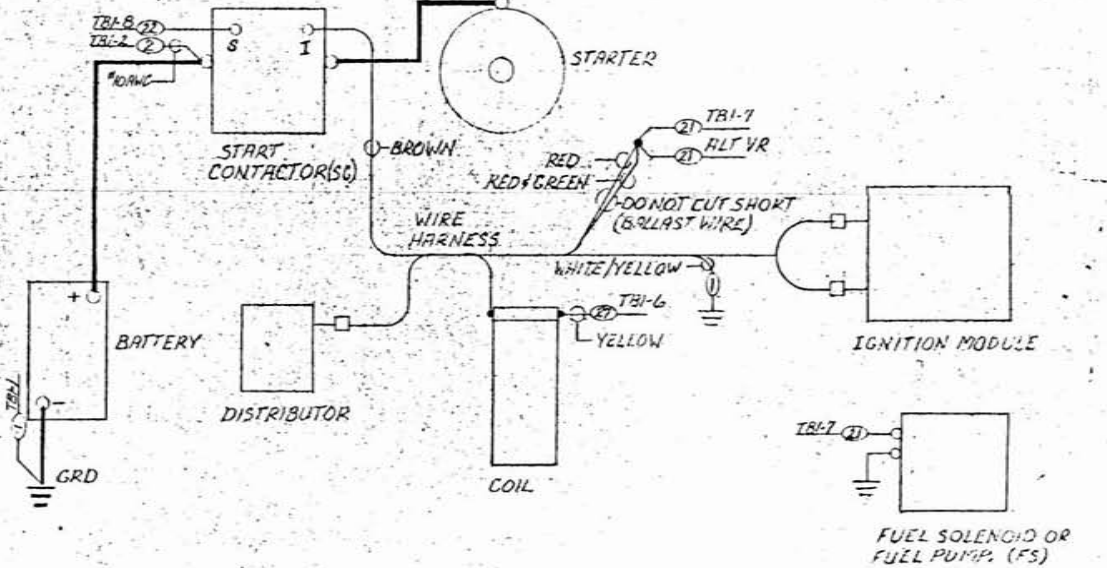 TB1-8 22
TB1-2 2
#10AWG
S
I
START
CONTACTOR(SC)
STARTER
BROWN
21 TB1-7
21 ALT VR
RED
RED & GREEN
DO NOT CUT SHORT
(BALLAST WIRE)
WIRE
HARNESS
WHITE/YELLOW
1
27 TB1-6
YELLOW
IGNITION MODULE
+
BATTERY
-
TB1-1
1
GRD
DISTRIBUTOR
COIL
TB1-7 21
FUEL SOLENOID OR
FUEL PUMP. (FS)